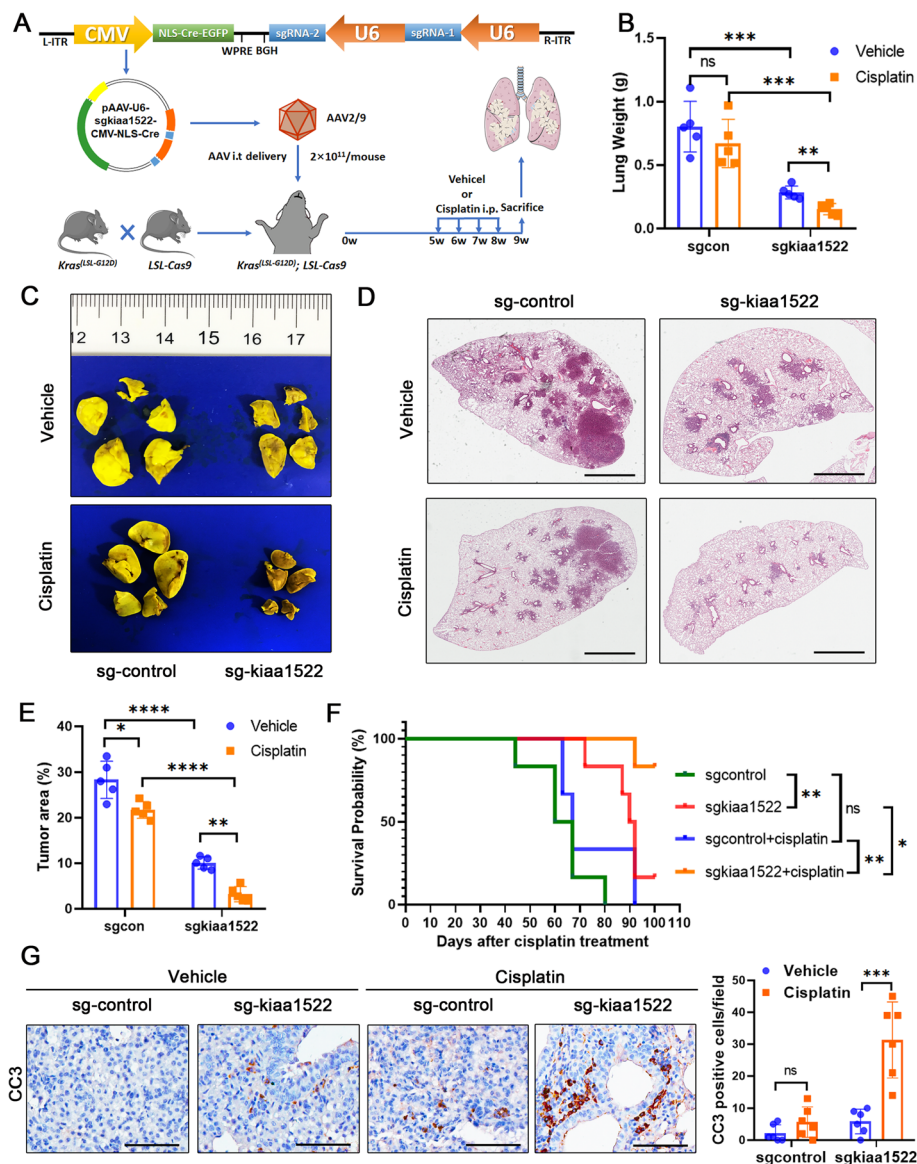 A
L-ITR
CMV
NLS-Cre-EGFP
WPRE BGH
sgRNA-2
U6
sgRNA-1
U6
R-ITR
pAAV-U6-
sgkiaa1522-
CMV-NLS-Cre
AAV2/9
AAV i.t delivery
2×10¹¹/mouse
Vehicel
or
Cisplatin i.p.
Sacrifice
0w
5w
6w
7w
8w
9w
Kras(LSL-G12D)
LSL-Cas9
Kras(LSL-G12D); LSL-Cas9
B
Lung Weight (g)
1.5
1.0
0.5
0.0
***
ns
***
**
Vehicle
Cisplatin
sgcon
sgkiaa1522
C
12 13 14 15 16 17
Vehicle
Cisplatin
sg-control
sg-kiaa1522
D
sg-control
sg-kiaa1522
Vehicle
Cisplatin
E
Tumor area (%)
40
30
20
10
0
****
*
****
**
Vehicle
Cisplatin
sgcon
sgkiaa1522
F
Survival Probability (%)
100
50
0
0 10 20 30 40 50 60 70 80 90 100 110
Days after cisplatin treatment
sgcontrol
sgkiaa1522
sgcontrol+cisplatin
sgkiaa1522+cisplatin
**
ns
**
*
G
Vehicle
Cisplatin
sg-control
sg-kiaa1522
sg-control
sg-kiaa1522
CC3
CC3 positive cells/field
50
40
30
20
10
0
Vehicle
Cisplatin
***
ns
sgcontrol
sgkiaa1522